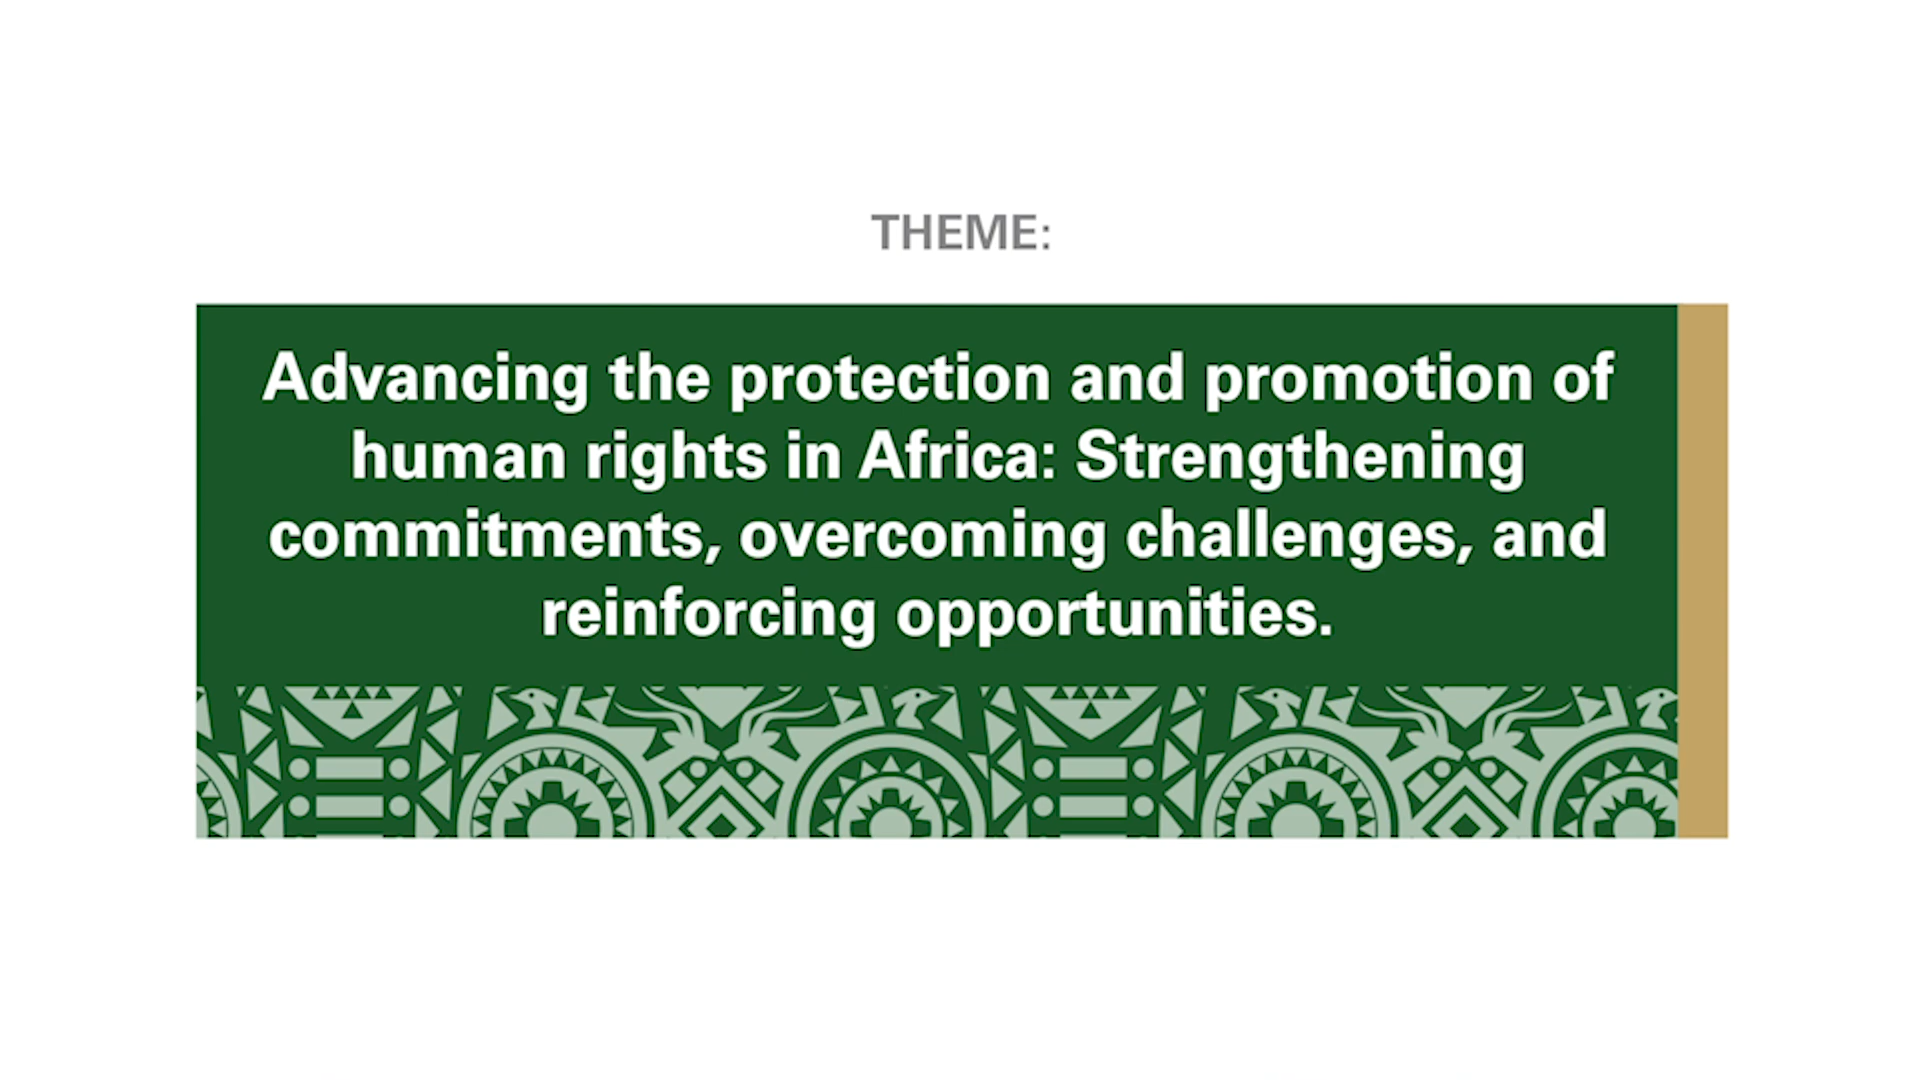 THEME:
Advancing the protection and promotion of
human rights in Africa: Strengthening
commitments, overcoming challenges, and
reinforcing opportunities.